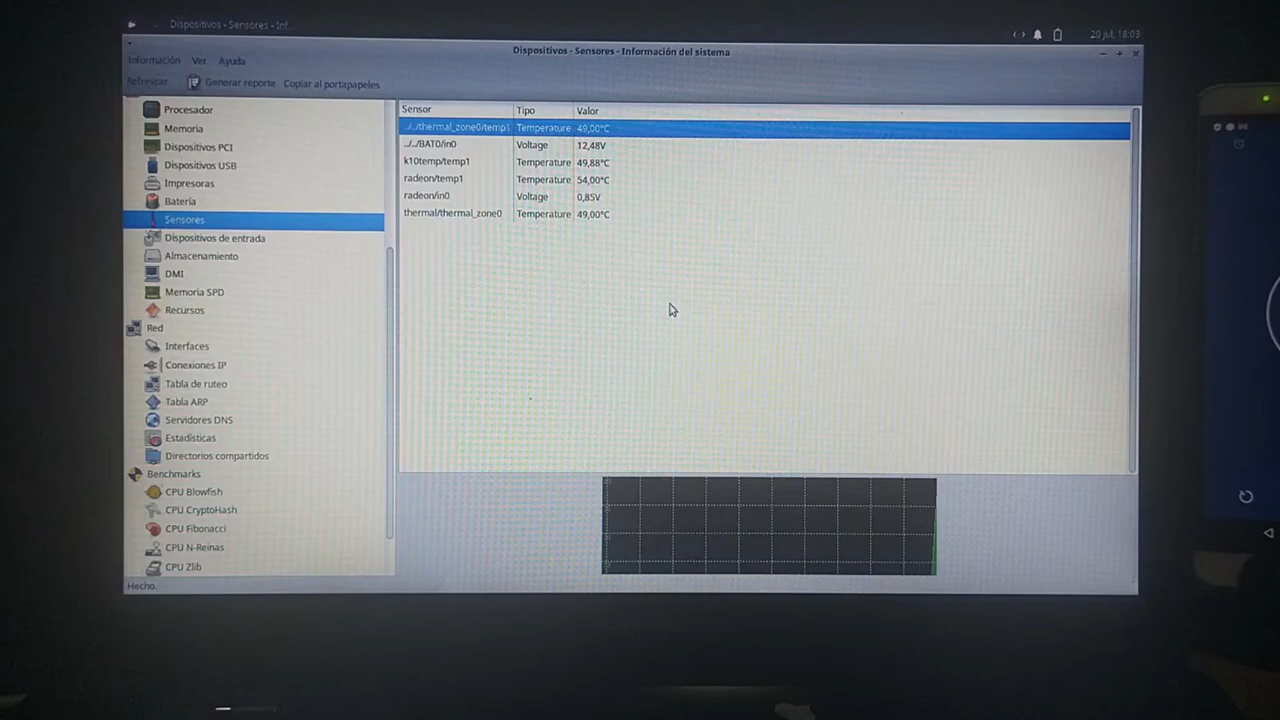 Dispositivos - Sensores - Inf...
20 jul, 18:03
Dispositivos - Sensores - Información del sistema
Información Ver Ayuda
Refrescar Generar reporte Copiar al portapapeles
Procesador
Memoria
Dispositivos PCI
Dispositivos USB
Impresoras
Batería
Sensores
Dispositivos de entrada
Almacenamiento
DMI
Memoria SPD
Recursos
Red
Interfaces
Conexiones IP
Tabla de ruteo
Tabla ARP
Servidores DNS
Estadísticas
Directorios compartidos
Benchmarks
CPU Blowfish
CPU CryptoHash
CPU Fibonacci
CPU N-Reinas
CPU Zlib
Sensor Tipo Valor
../../thermal_zone0/temp1 Temperature 49,00°C
../../BAT0/in0 Voltage 12,48V
k10temp/temp1 Temperature 49,88°C
radeon/temp1 Temperature 54,00°C
radeon/in0 Voltage 0,85V
thermal/thermal_zone0 Temperature 49,00°C
Hecho.